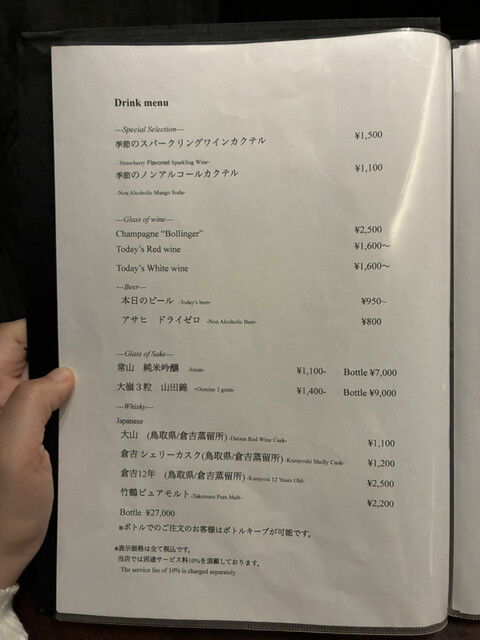 Drink menu
---Special Selection---
季節のスパークリングワインカクテル ¥1,500
- Strawberry Flavored Sparkling Wine-
季節のノンアルコールカクテル ¥1,100
-Non Alcoholic Mango Soda-
---Glass of wine---
Champagne “Bollinger” ¥2,500
Today's Red wine ¥1,600～
Today's White wine ¥1,600～
---Beer---
本日のビール -Today's beer- ¥950~
アサヒ ドライゼロ -Non Alcoholic Beer- ¥800
---Glass of Sake---
常山 純米吟醸 -Jozan- ¥1,100- Bottle ¥7,000
大嶺３粒 山田錦 -Oomine 3 grain- ¥1,400- Bottle ¥9,000
---Whisky---
Japanese
大山 (鳥取県/倉吉蒸留所) -Daisen Red Wine Cask- ¥1,100
倉吉 シェリーカスク(鳥取県/倉吉蒸留所) -Kurayoshi Shelly Cask- ¥1,200
倉吉12年 (鳥取県/倉吉蒸留所) -Kurayosi 12 Years Old- ¥2,500
竹鶴ピュアモルト -Taketsuru Pure Malt- ¥2,200
Bottle ¥27,000
※ボトルでのご注文のお客様はボトルキープが可能です。
※表示価格は全て税込です。
当店では別途サービス料10%を頂戴しております。
The service fee of 10% is charged separately